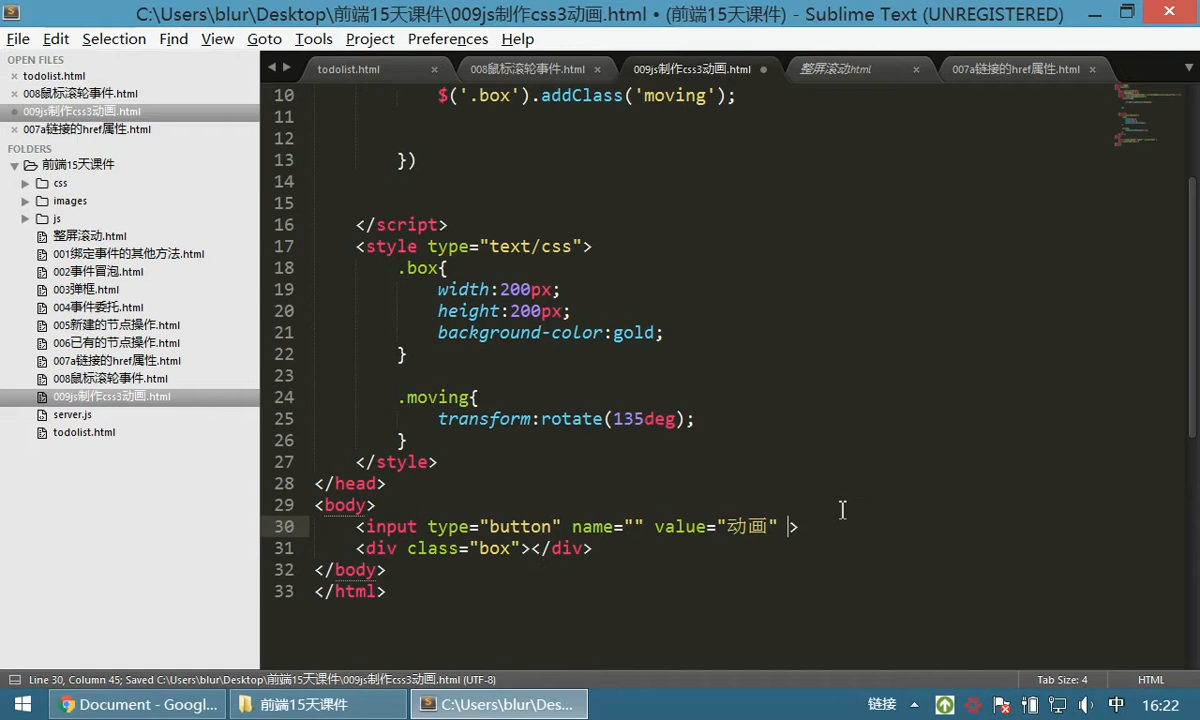 C:\Users\blur\Desktop\前端15天课件\009js制作css3动画.html • (前端15天课件) - Sublime Text (UNREGISTERED)
File Edit Selection Find View Goto Tools Project Preferences Help
OPEN FILES
todolist.html
008鼠标滚轮事件.html
009js制作css3动画.html
007a链接的href属性.html
FOLDERS
前端15天课件
css
images
js
整屏滚动.html
001绑定事件的其他方法.html
002事件冒泡.html
003弹框.html
004事件委托.html
005新建的节点操作.html
006已有的节点操作.html
007a链接的href属性.html
008鼠标滚轮事件.html
009js制作css3动画.html
server.js
todolist.html
todolist.html 008鼠标滚轮事件.html 009js制作css3动画.html 整屏滚动html 007a链接的href属性.html
10 $('.box').addClass('moving');
11
12
13 })
14
15
16 </script>
17 <style type="text/css">
18 .box{
19 width:200px;
20 height:200px;
21 background-color:gold;
22 }
23
24 .moving{
25 transform:rotate(135deg);
26 }
27 </style>
28 </head>
29 <body>
30 <input type="button" name="" value="动画" >
31 <div class="box"></div>
32 </body>
33 </html>
Line 30, Column 45; Saved C:\Users\blur\Desktop\前端15天课件\009js制作css3动画.html (UTF-8) Tab Size: 4 HTML
Document - Googl... 前端15天课件 C:\Users\blur\Des... 链接 中 16:22